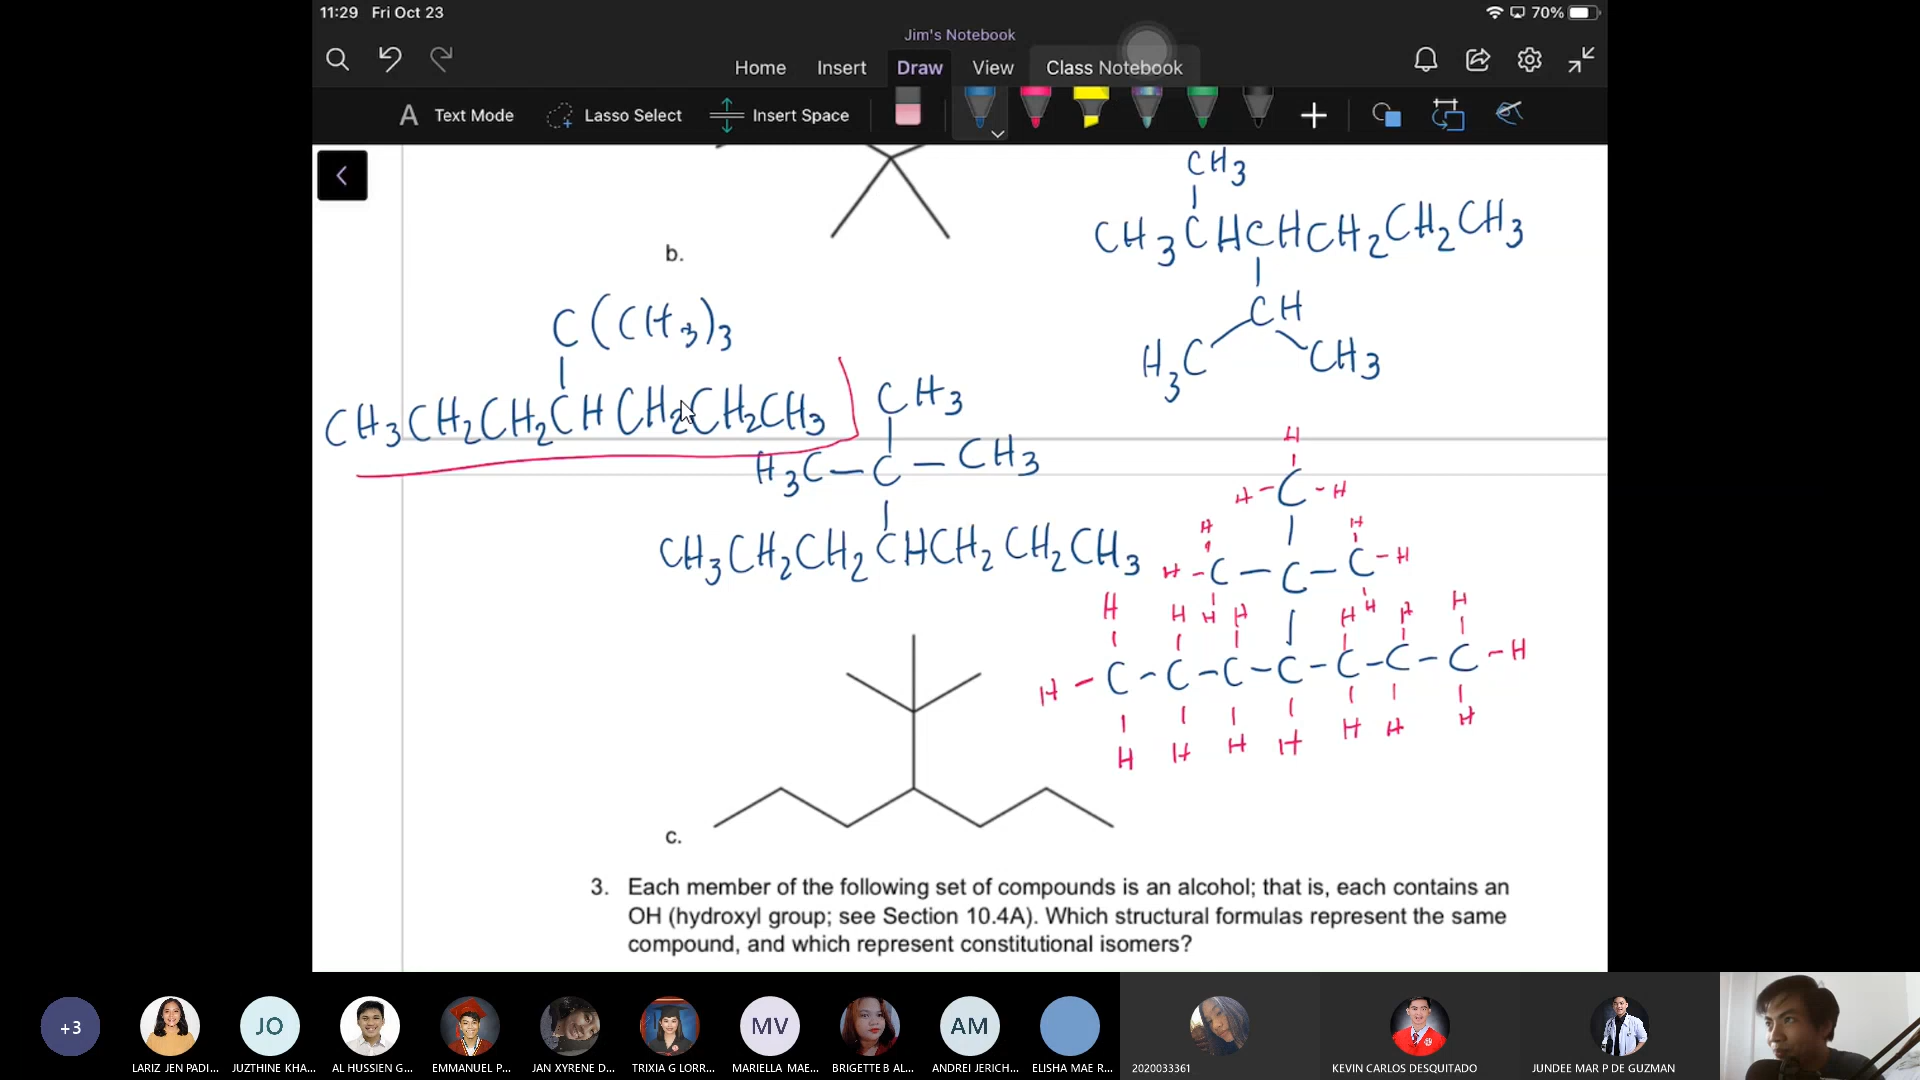 11:29 Fri Oct 23
70%
Jim's Notebook
Home Insert Draw View Class Notebook
A Text Mode Lasso Select Insert Space
CH3
CH3CHCHCH2CH2CH3
CH
H3C CH3
b.
C(CH3)3
CH3CH2CH2CHCH2CH2CH3
CH3
H3C-C-CH3
CH3CH2CH2CHCH2CH2CH3
H
H-C-H
H H
H-C-C-C-H
H H H H H H H H
H-C-C-C-C-C-C-C-H
H H H H H H H
c.
3. Each member of the following set of compounds is an alcohol; that is, each contains an
OH (hydroxyl group; see Section 10.4A). Which structural formulas represent the same
compound, and which represent constitutional isomers?
+3 JO MV AM
LARIZ JEN PADI... JUZTHINE KHA... AL HUSSIEN G... EMMANUEL P... JAN XYRENE D... TRIXIA G LORR... MARIELLA MAE... BRIGETTE B AL... ANDREI JERICH... ELISHA MAE R... 2020033361 KEVIN CARLOS DESQUITADO JUNDEE MAR P DE GUZMAN